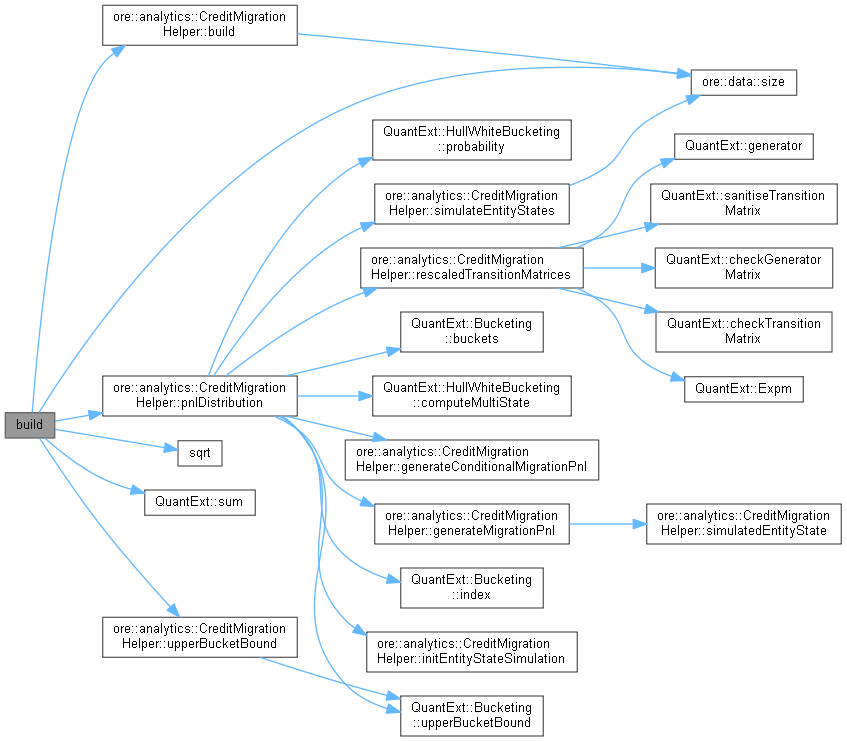 ore::analytics::CreditMigration
Helper::build
ore::data::size
QuantExt::HullWhiteBucketing
::probability
QuantExt::generator
ore::analytics::CreditMigration
Helper::simulateEntityStates
QuantExt::sanitiseTransition
Matrix
ore::analytics::CreditMigration
Helper::rescaledTransitionMatrices
QuantExt::checkGenerator
Matrix
QuantExt::Bucketing
::buckets
QuantExt::checkTransition
Matrix
ore::analytics::CreditMigration
Helper::pnlDistribution
QuantExt::HullWhiteBucketing
::computeMultiState
QuantExt::Expm
build
sqrt
ore::analytics::CreditMigration
Helper::generateConditionalMigrationPnl
QuantExt::sum
ore::analytics::CreditMigration
Helper::generateMigrationPnl
ore::analytics::CreditMigration
Helper::simulatedEntityState
QuantExt::Bucketing
::index
ore::analytics::CreditMigration
Helper::upperBucketBound
ore::analytics::CreditMigration
Helper::initEntityStateSimulation
QuantExt::Bucketing
::upperBucketBound